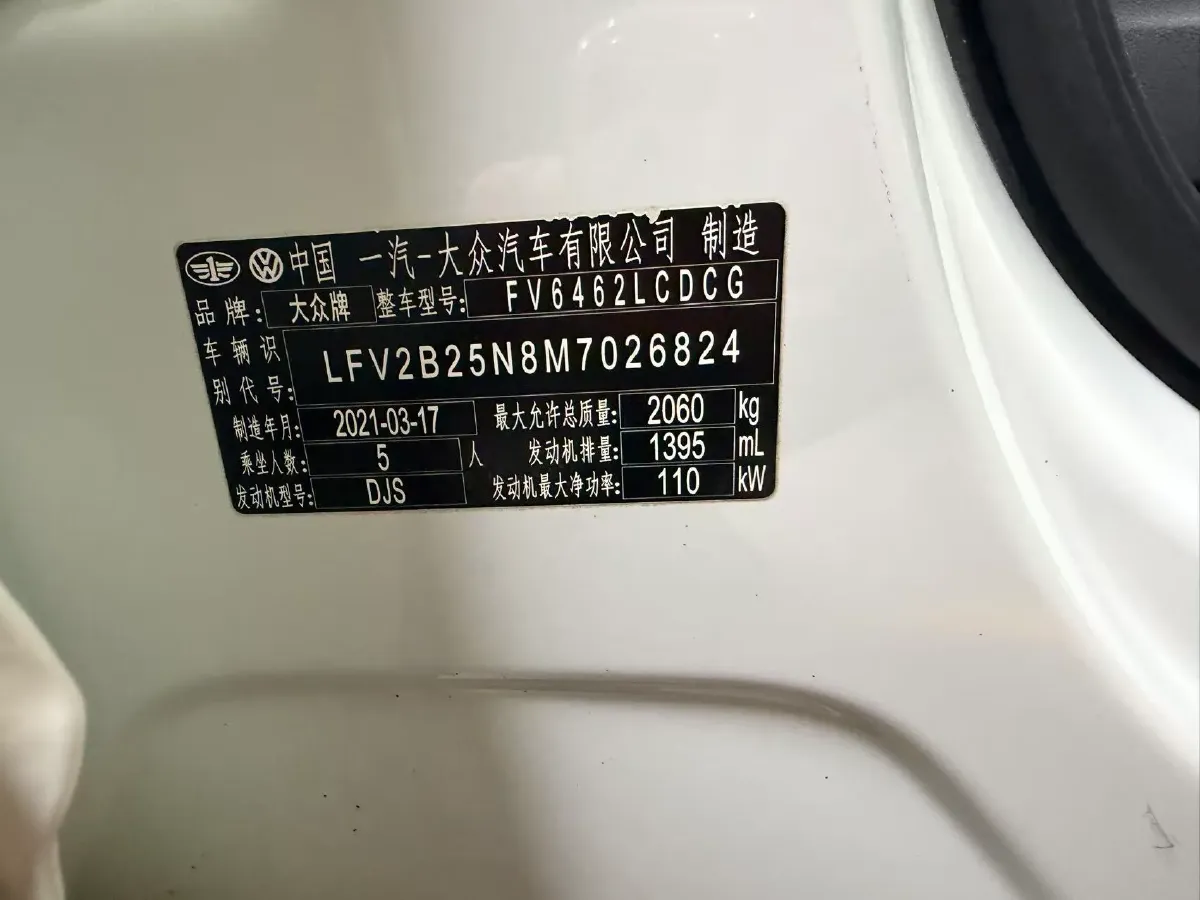 中国 一汽-大众汽车有限公司 制造
品牌: 大众牌 整车型号: FV6462LCDCG
车辆识别代号: LFV2B25N8M7026824
制造年月: 2021-03-17 最大允许总质量: 2060 kg
乘坐人数: 5 人 发动机排量: 1395 mL
发动机型号: DJS 发动机最大净功率: 110 kW